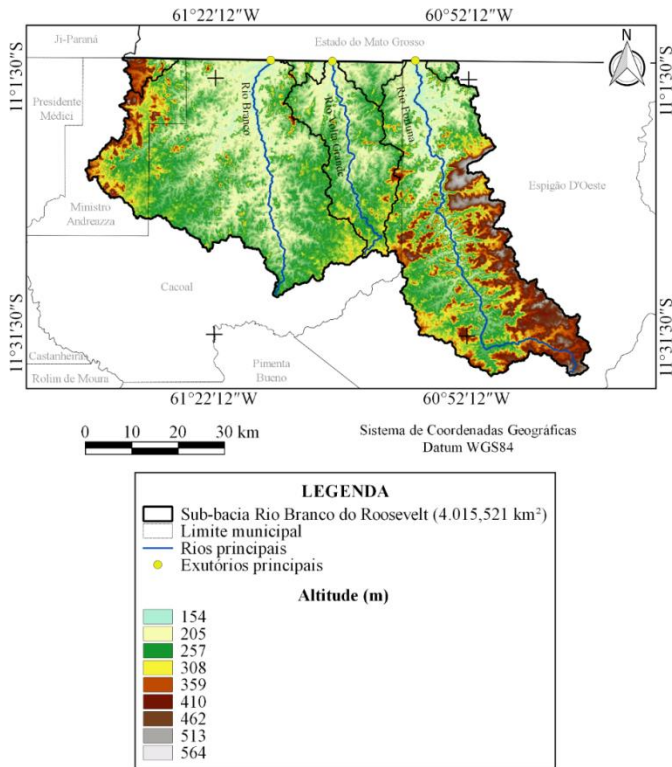 61°22'12"W
60°52'12"W
Ji-Paraná
Estado do Mato Grosso
11°1'30"S
11°1'30"S
Presidente
Médici
Rio Branco
Rio Fortuna
Espigão D'Oeste
Ministro
Andreazza
Cacoal
11°31'30"S
11°31'30"S
Castanheiras
Rolim de Moura
Pimenta
Bueno
61°22'12"W
60°52'12"W
0 10 20 30 km
Sistema de Coordenadas Geográficas
Datum WGS84
LEGENDA
Sub-bacia Rio Branco do Roosevelt (4.015,521 km²)
Limite municipal
Rios principais
Exutórios principais
Altitude (m)
154
205
257
308
359
410
462
513
564